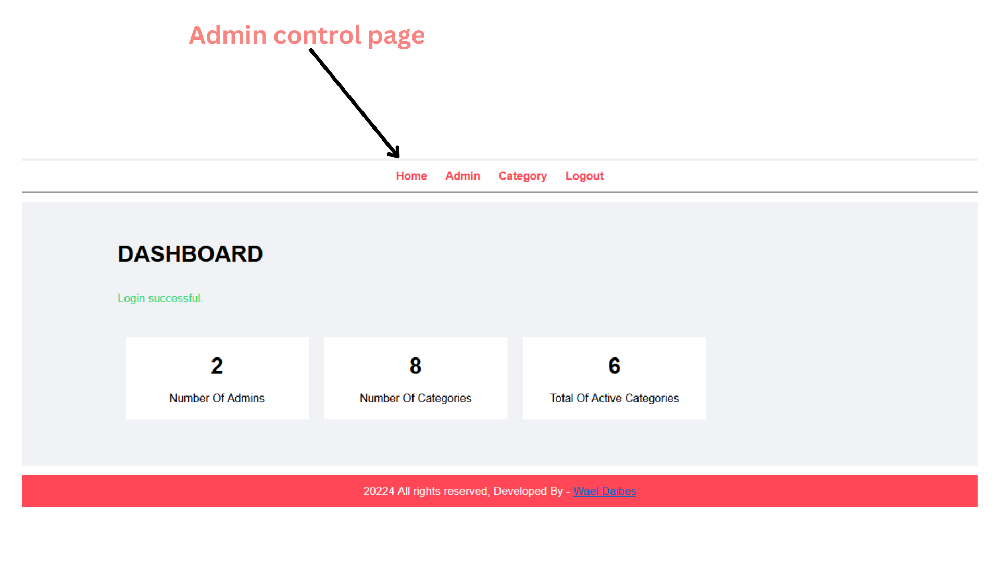 Admin control page
Home Admin Category Logout
DASHBOARD
Login successful.
2 8 6
Number Of Admins Number Of Categories Total Of Active Categories
20224 All rights reserved, Developed By - Wael Daibes